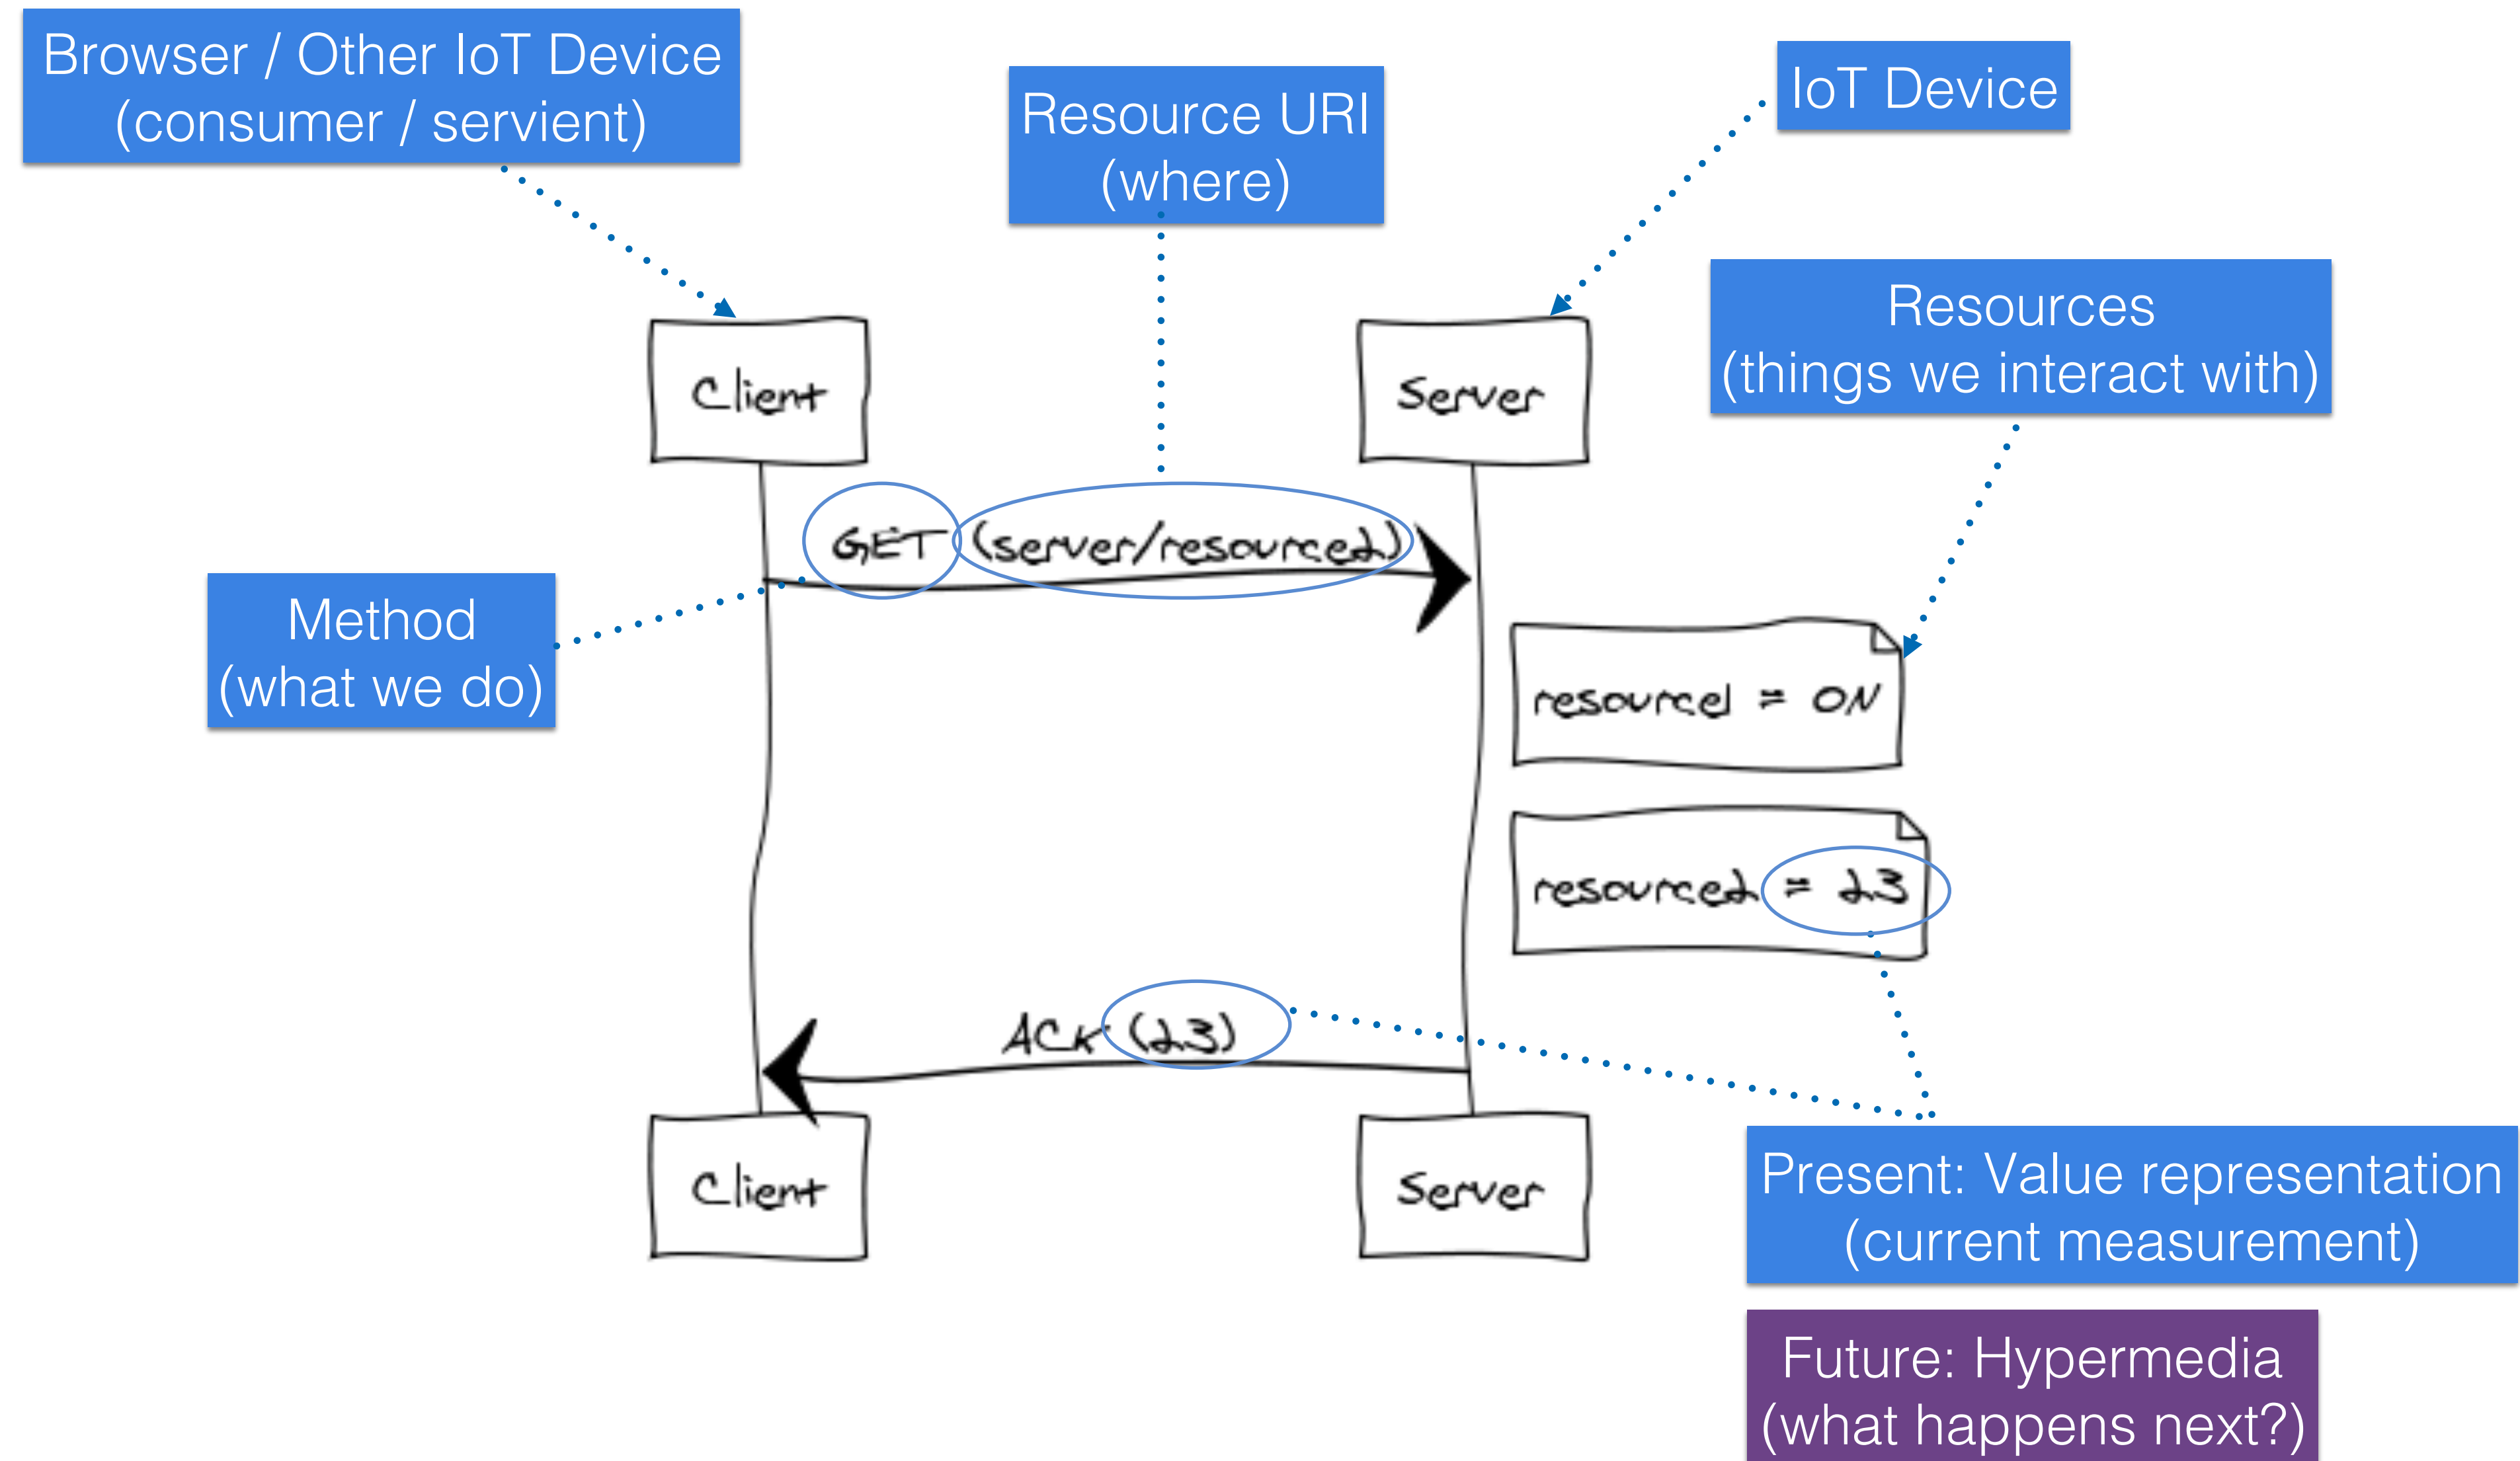 Browser / Other IoT Device
(consumer / servient)
Resource URI
(where)
IoT Device
Resources
(things we interact with)
Client
Server
GET (server/resource2)
Method
(what we do)
resource1 = ON
resource2 = 23
ACK (23)
Client
Server
Present: Value representation
(current measurement)
Future: Hypermedia
(what happens next?)